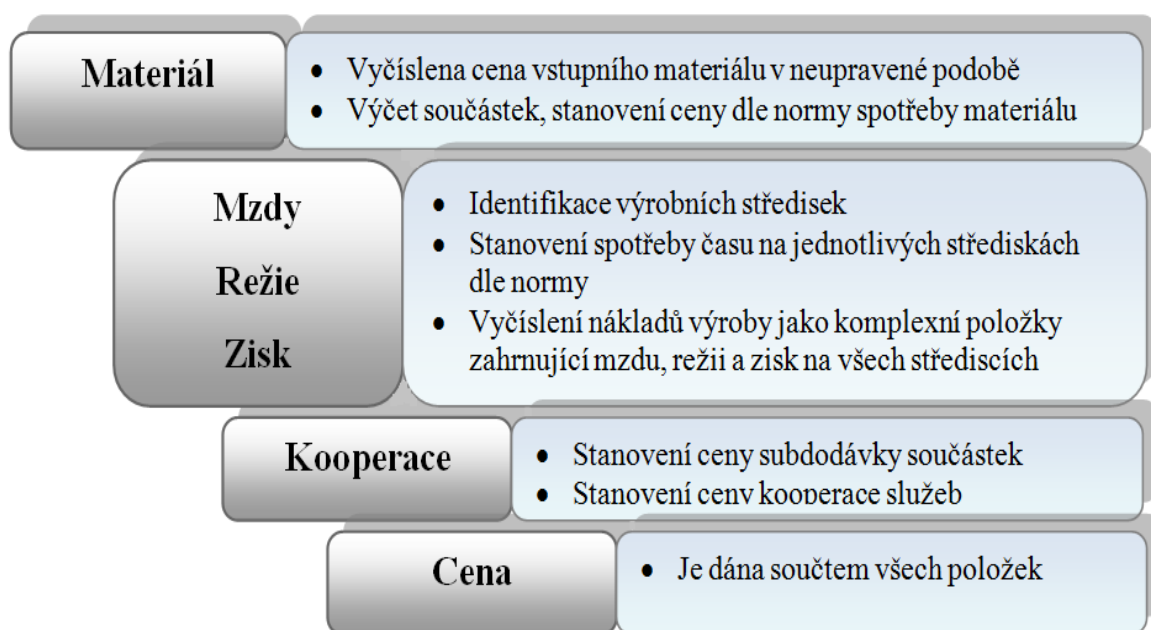 Materiál
• Vyčíslena cena vstupního materiálu v neupravené podobě
• Výčet součástek, stanovení ceny dle normy spotřeby materiálu
Mzdy
Režie
Zisk
• Identifikace výrobních středisek
• Stanovení spotřeby času na jednotlivých střediskách
dle normy
• Vyčíslení nákladů výroby jako komplexní položky
zahrnující mzdu, režii a zisk na všech střediscích
Kooperace
• Stanovení ceny subdodávky součástek
• Stanovení ceny kooperace služeb
Cena
• Je dána součtem všech položek